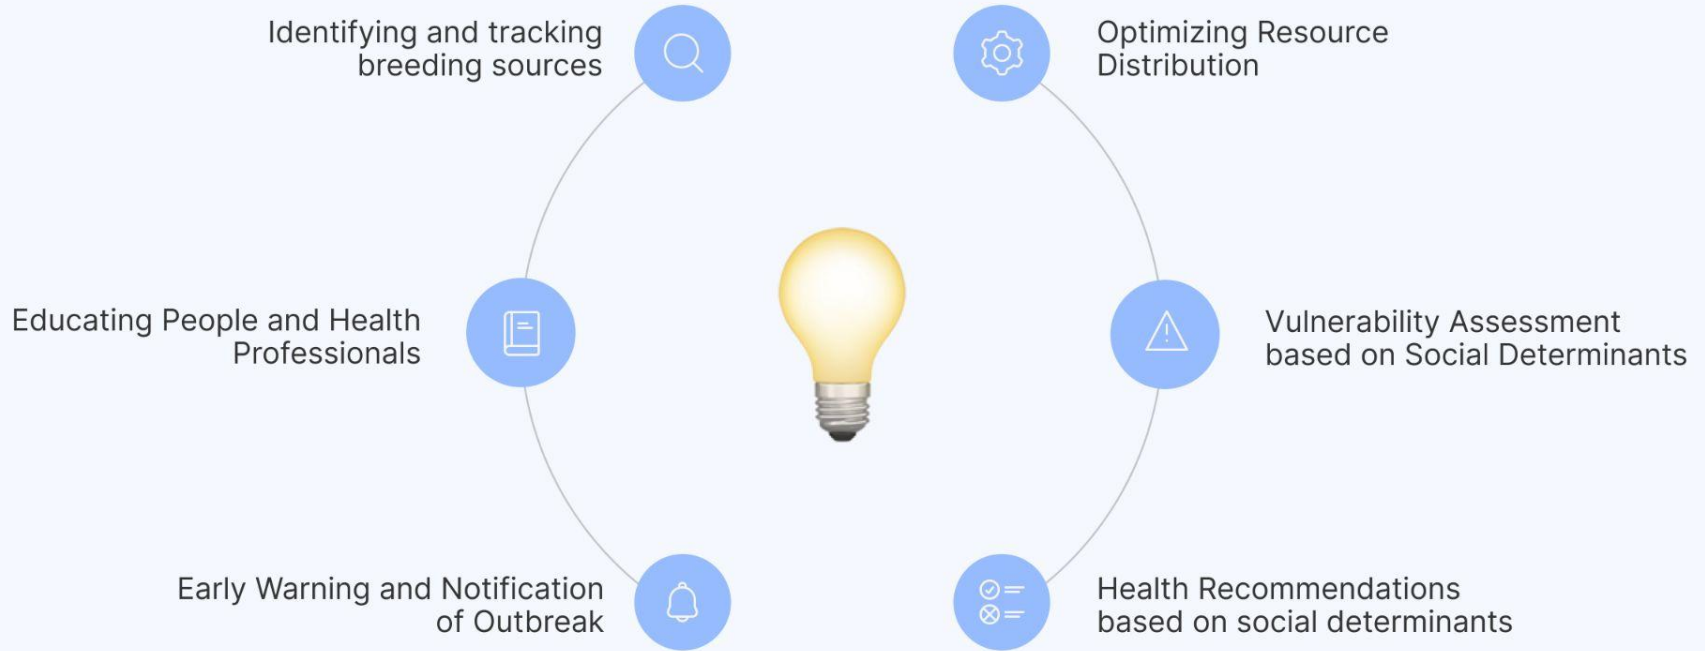 Identifying and tracking
breeding sources
Educating People and Health
Professionals
Early Warning and Notification
of Outbreak
Optimizing Resource
Distribution
Vulnerability Assessment
based on Social Determinants
Health Recommendations
based on social determinants